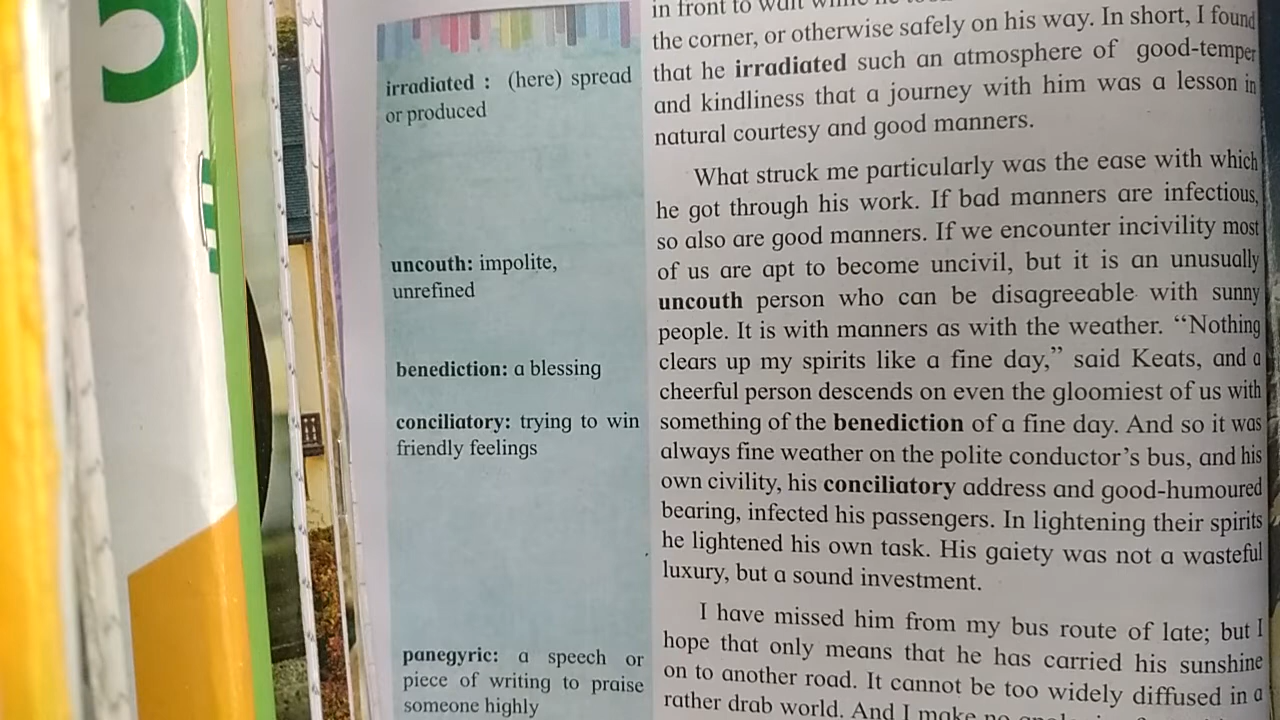 irradiated : (here) spread
or produced
uncouth: impolite,
unrefined
benediction: a blessing
conciliatory: trying to win
friendly feelings
panegyric: a speech or
piece of writing to praise
someone highly
in front to wait
the corner, or otherwise safely on his way. In short, I found
that he irradiated such an atmosphere of good-temper
and kindliness that a journey with him was a lesson in
natural courtesy and good manners.
What struck me particularly was the ease with which
he got through his work. If bad manners are infectious,
so also are good manners. If we encounter incivility most
of us are apt to become uncivil, but it is an unusually
uncouth person who can be disagreeable with sunny
people. It is with manners as with the weather. “Nothing
clears up my spirits like a fine day,” said Keats, and a
cheerful person descends on even the gloomiest of us with
something of the benediction of a fine day. And so it was
always fine weather on the polite conductor’s bus, and his
own civility, his conciliatory address and good-humoured
bearing, infected his passengers. In lightening their spirits
he lightened his own task. His gaiety was not a wasteful
luxury, but a sound investment.
I have missed him from my bus route of late; but I
hope that only means that he has carried his sunshine
on to another road. It cannot be too widely diffused in a
rather drab world. And I make no